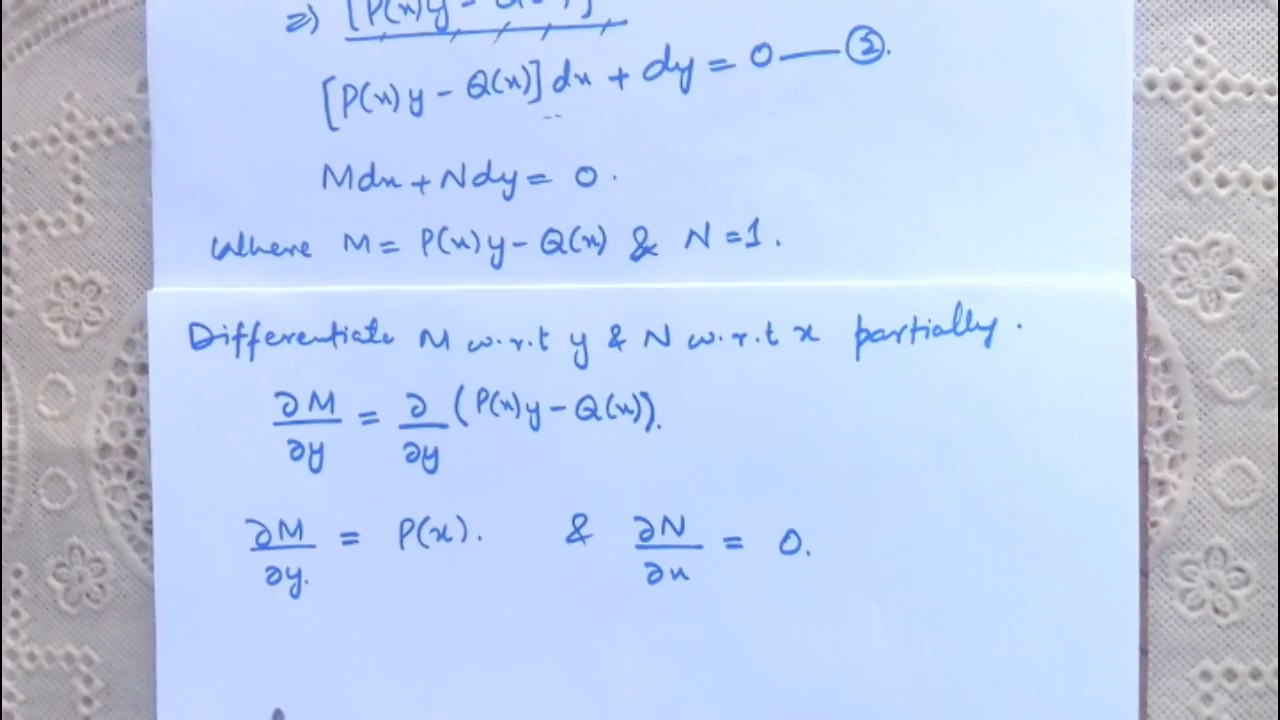 ⇒ [P(x)y - Q(x)]
[P(x)y - Q(x)] dx + dy = 0 — ②.
Mdx + Ndy = 0.
Where M = P(x)y - Q(x) & N = 1.
Differentiate M w.r.t y & N w.r.t x partially.
∂M/∂y = ∂/∂y (P(x)y - Q(x)).
∂M/∂y. = P(x). & ∂N/∂x = 0.